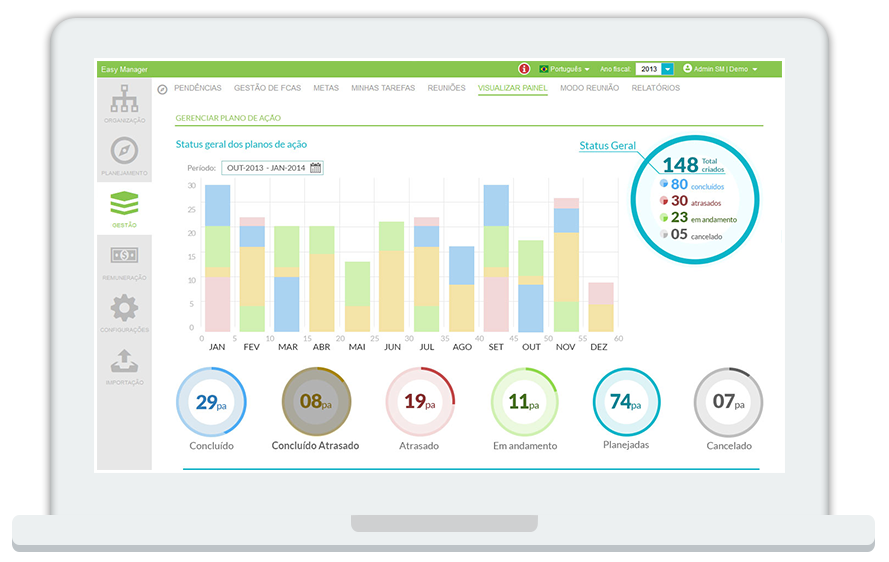 Easy Manager
Português
Ano fiscal: 2013
Admin SM | Demo
ORGANIZAÇÃO
PLANEJAMENTO
GESTÃO
REMUNERAÇÃO
CONFIGURAÇÕES
IMPORTAÇÃO
PENDÊNCIAS GESTÃO DE FCAS METAS MINHAS TAREFAS REUNIÕES VISUALIZAR PAINEL MODO REUNIÃO RELATÓRIOS
GERENCIAR PLANO DE AÇÃO
Status geral dos planos de ação
Período: OUT-2013 - JAN-2014
Status Geral
148 Total criados
80 concluídos
30 atrasados
23 em andamento
05 cancelado
30
25
20
15
10
5
0
0 5 10 15 20 25 30 35 40 45 50 55 60
JAN FEV MAR ABR MAI JUN JUL AGO SET OUT NOV DEZ
29pa 08pa 19pa 11pa 74pa 07pa
Concluído Concluído Atrasado Atrasado Em andamento Planejadas Cancelado